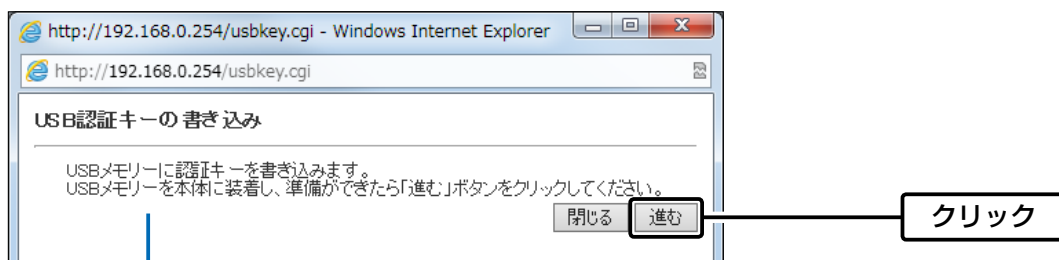 http://192.168.0.254/usbkey.cgi - Windows Internet Explorer
http://192.168.0.254/usbkey.cgi
USB認証キーの書き込み
USBメモリーに認証キーを書き込みます。
USBメモリーを本体に装着し、準備ができたら「進む」ボタンをクリックしてください。
閉じる 進む
クリック